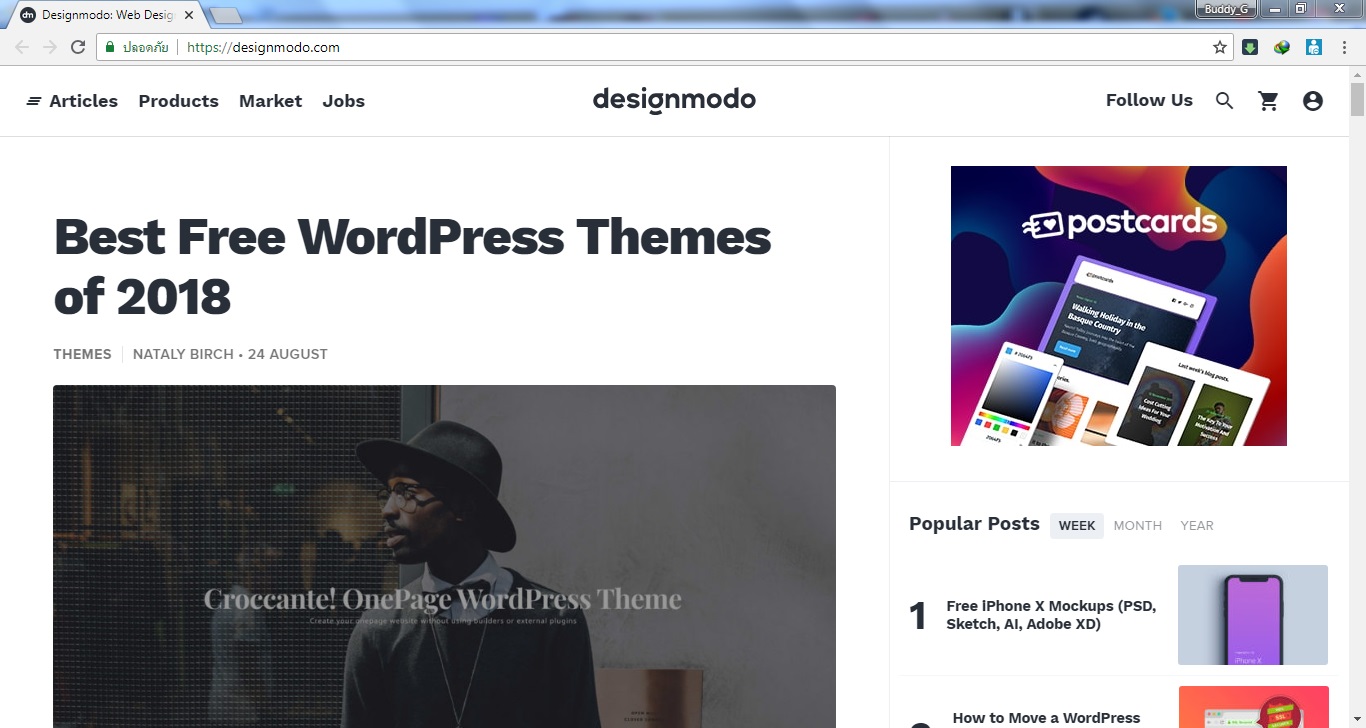 Designmodo: Web Desig
Buddy_G
ปลอดภัย
https://designmodo.com
Articles
Products
Market
Jobs
designmodo
Follow Us
Best Free WordPress Themes
of 2018
THEMES
NATALY BIRCH • 24 AUGUST
Croccante! OnePage WordPress Theme
Create your onepage website without using builders or external plugins
postcards
Walking Holiday in the
Basque Country
Last week's blog posts.
Cost Cutting
Ideas For Your
Wedding
The Key To Your
Motivation And
Success
Popular Posts
WEEK
MONTH
YEAR
1
Free iPhone X Mockups (PSD,
Sketch, AI, Adobe XD)
iPhone X
How to Move a WordPress